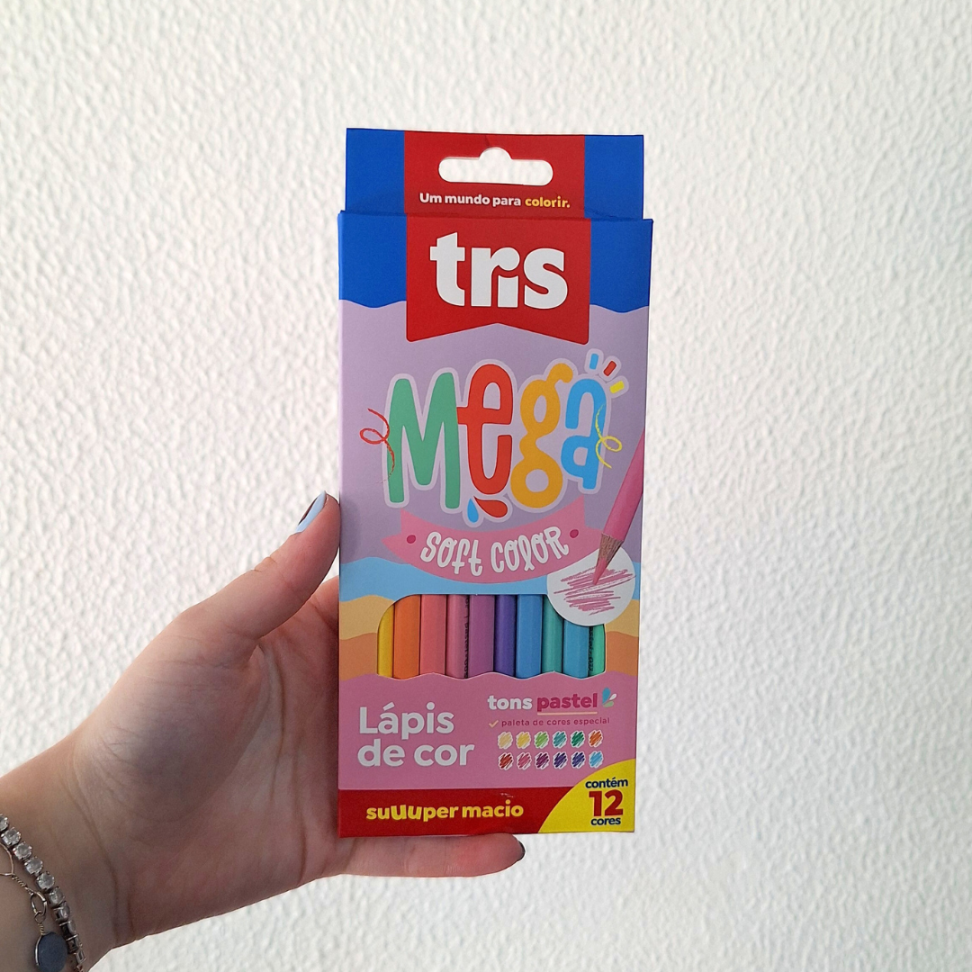 Um mundo para colorir.
tris
Mega
SOFT COLOR
tons pastel
paleta de cores especial
Lápis
de cor
contém
12
cores
suUuper macio